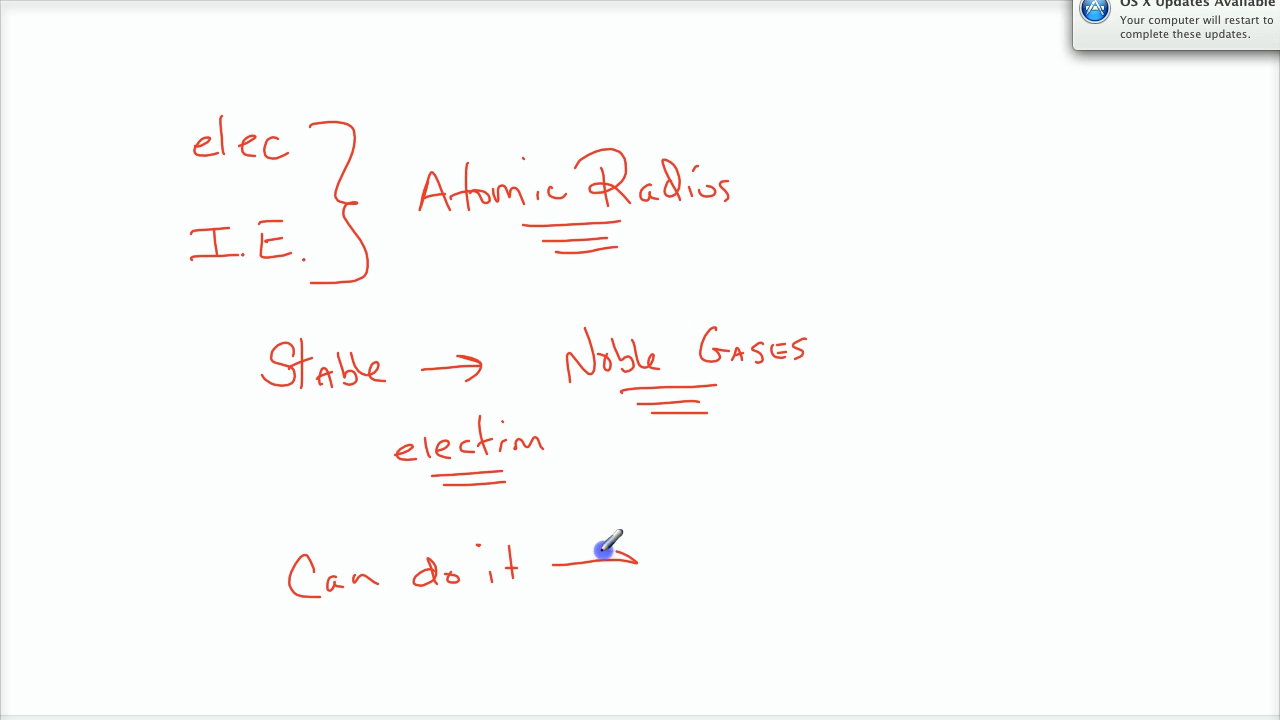 OS X Updates Available
Your computer will restart to
complete these updates.
elec
I.E.
Atomic Radius
Stable → Noble Gases
electrm
Can do it →